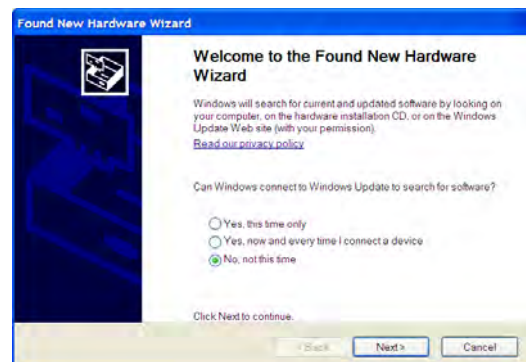 Found New Hardware Wizard
Welcome to the Found New Hardware
Wizard
Windows will search for current and updated software by looking on
your computer, on the hardware installation CD, or on the Windows
Update Web site (with your permission).
Read our privacy policy
Can Windows connect to Windows Update to search for software?
Yes, this time only
Yes, now and every time I connect a device
No, not this time
Click Next to continue.
< Back
Next >
Cancel